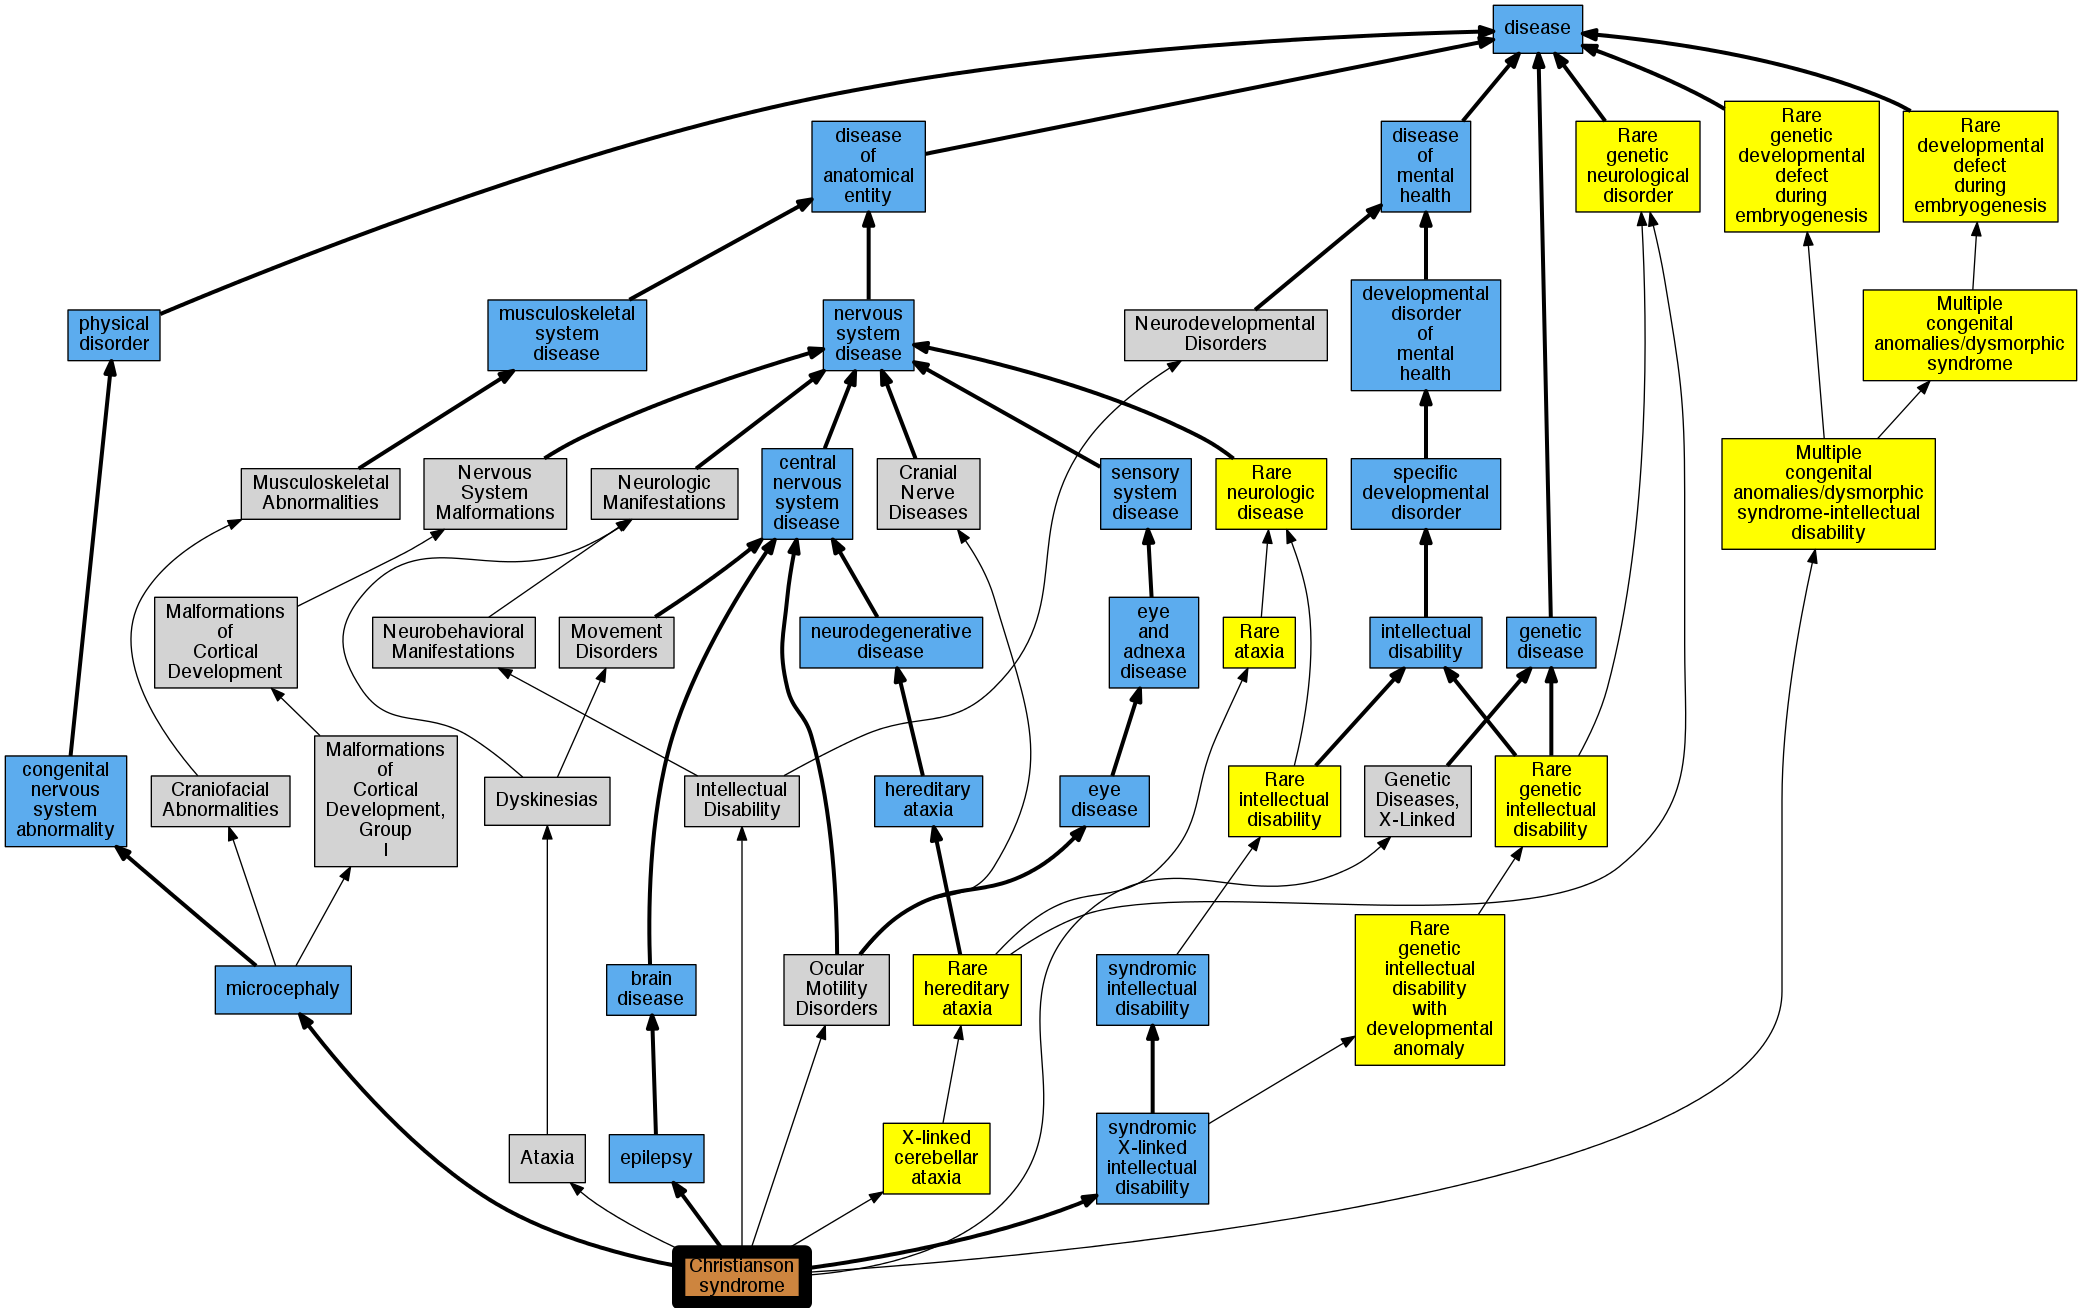 disease
disease
of
anatomical
entity
disease
of
mental
health
Rare
genetic
neurological
disorder
Rare
genetic
developmental
defect
during
embryogenesis
Rare
developmental
defect
during
embryogenesis
physical
disorder
musculoskeletal
system
disease
nervous
system
disease
Neurodevelopmental
Disorders
developmental
disorder
of
mental
health
Multiple
congenital
anomalies/dysmorphic
syndrome
Musculoskeletal
Abnormalities
Nervous
System
Malformations
Neurologic
Manifestations
central
nervous
system
disease
Cranial
Nerve
Diseases
sensory
system
disease
Rare
neurologic
disease
specific
developmental
disorder
Multiple
congenital
anomalies/dysmorphic
syndrome-intellectual
disability
Malformations
of
Cortical
Development
Neurobehavioral
Manifestations
Movement
Disorders
neurodegenerative
disease
eye
and
adnexa
disease
Rare
ataxia
intellectual
disability
genetic
disease
congenital
nervous
system
abnormality
Craniofacial
Abnormalities
Malformations
of
Cortical
Development,
Group
I
Dyskinesias
Intellectual
Disability
hereditary
ataxia
eye
disease
Rare
intellectual
disability
Genetic
Diseases,
X-Linked
Rare
genetic
intellectual
disability
microcephaly
brain
disease
Ocular
Motility
Disorders
Rare
hereditary
ataxia
syndromic
intellectual
disability
Rare
genetic
intellectual
disability
with
developmental
anomaly
Ataxia
epilepsy
X-linked
cerebellar
ataxia
syndromic
X-linked
intellectual
disability
Christianson
syndrome